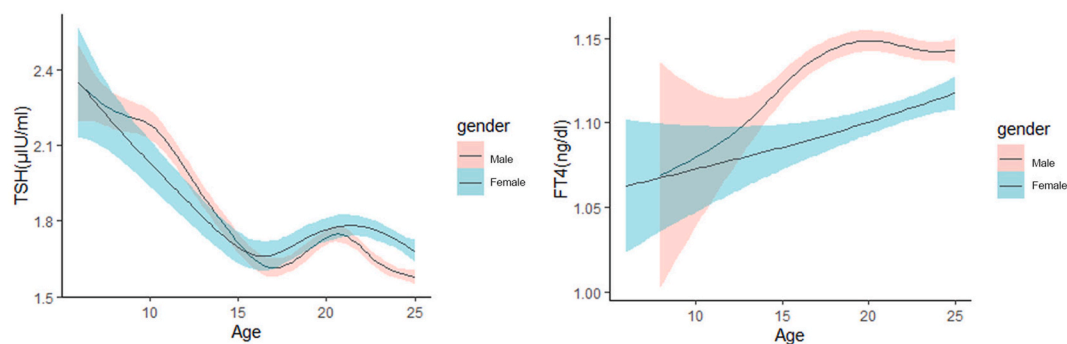 TSH(μIU/ml)
2.4
2.1
1.8
1.5
10
15
20
25
Age
gender
Male
Female
FT4(ng/dl)
1.15
1.10
1.05
1.00
10
15
20
25
Age
gender
Male
Female